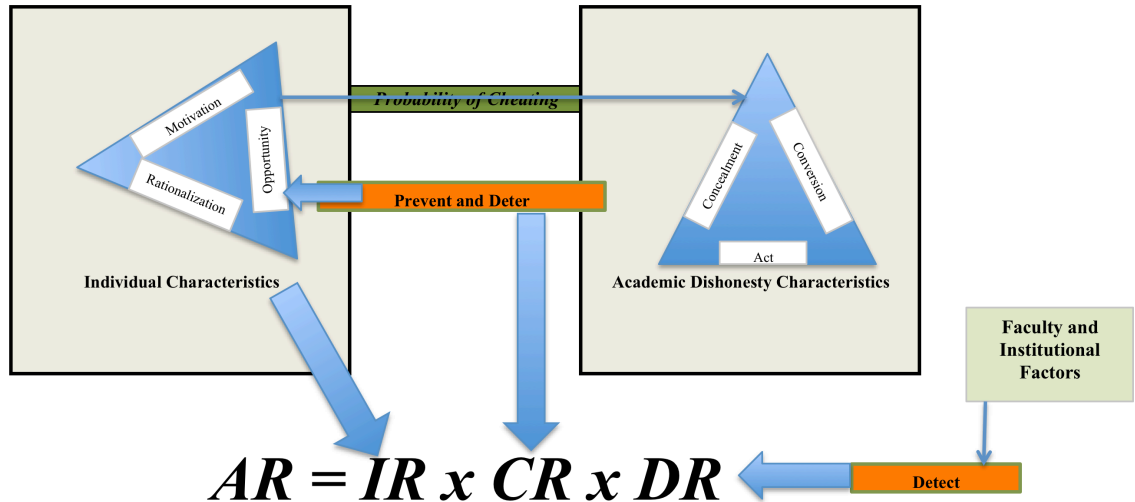 Motivation
Rationalization
Opportunity
Individual Characteristics
Probability of Cheating
Prevent and Deter
Concealment
Conversion
Act
Academic Dishonesty Characteristics
Faculty and
Institutional
Factors
AR = IR x CR x DR
Detect